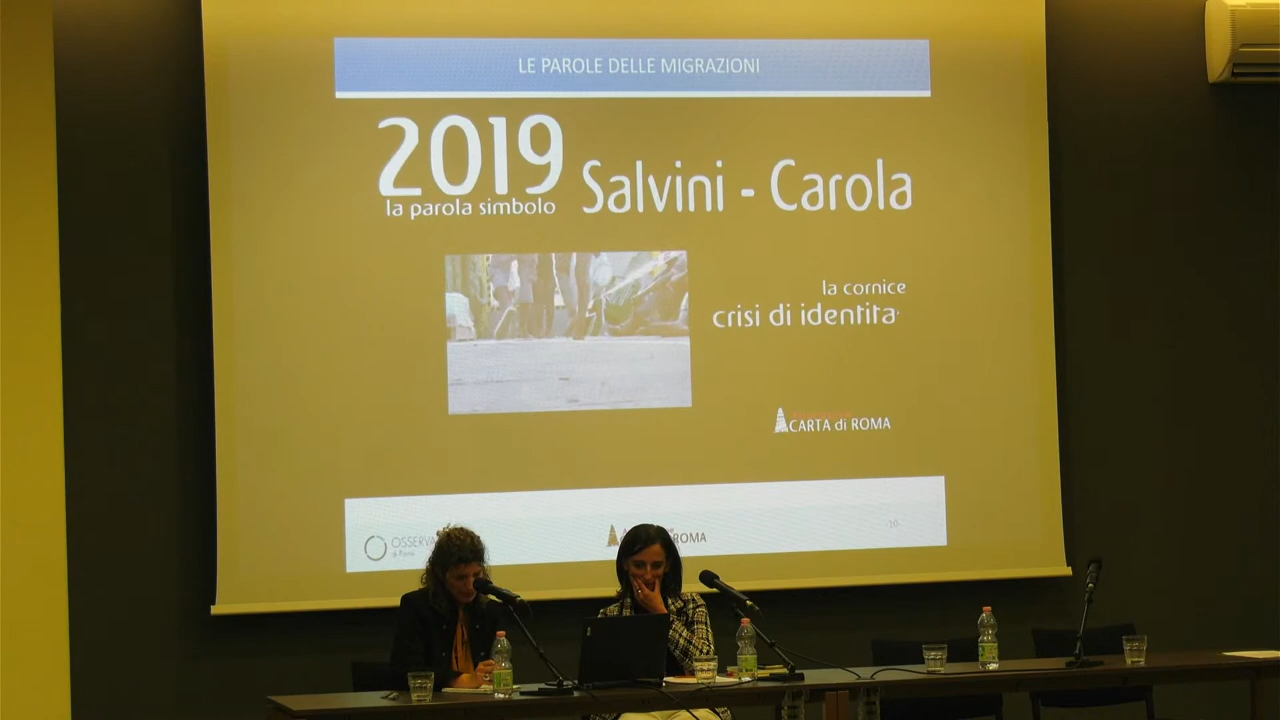 LE PAROLE DELLE MIGRAZIONI
2019
la parola simbolo
Salvini - Carola
la cornice
crisi di identita'
CARTA di ROMA
ROMA
10